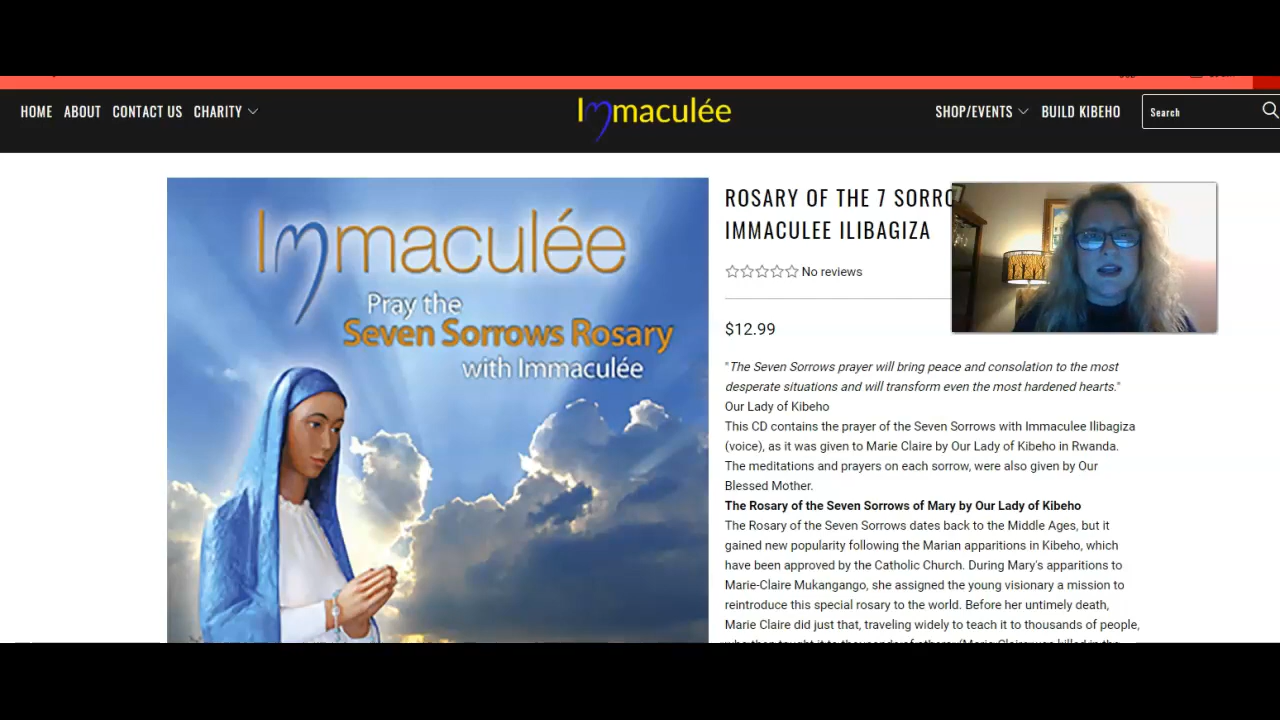 HOME ABOUT CONTACT US CHARITY
Immaculée
SHOP/EVENTS BUILD KIBEHO
Search
Immaculée
Pray the
Seven Sorrows Rosary
with Immaculée
ROSARY OF THE 7
IMMACULEE ILIBAGIZA
No reviews
$12.99
"The Seven Sorrows prayer will bring peace and consolation to the most
desperate situations and will transform even the most hardened hearts."
Our Lady of Kibeho
This CD contains the prayer of the Seven Sorrows with Immaculee Ilibagiza
(voice), as it was given to Marie Claire by Our Lady of Kibeho in Rwanda.
The meditations and prayers on each sorrow, were also given by Our
Blessed Mother.
The Rosary of the Seven Sorrows of Mary by Our Lady of Kibeho
The Rosary of the Seven Sorrows dates back to the Middle Ages, but it
gained new popularity following the Marian apparitions in Kibeho, which
have been approved by the Catholic Church. During Mary's apparitions to
Marie-Claire Mukangango, she assigned the young visionary a mission to
reintroduce this special rosary to the world. Before her untimely death,
Marie Claire did just that, traveling widely to teach it to thousands of people,